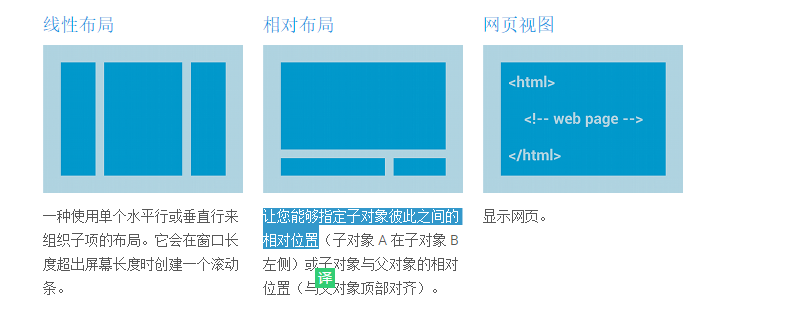 线性布局
一种使用单个水平行或垂直行来
组织子项的布局。它会在窗口长
度超出屏幕长度时创建一个滚动
条。
相对布局
让您能够指定子对象彼此之间的
相对位置（子对象 A 在子对象 B
左侧）或子对象与父对象的相对
位置（与父对象顶部对齐）。
译
网页视图
<html>
<!-- web page -->
</html>
显示网页。